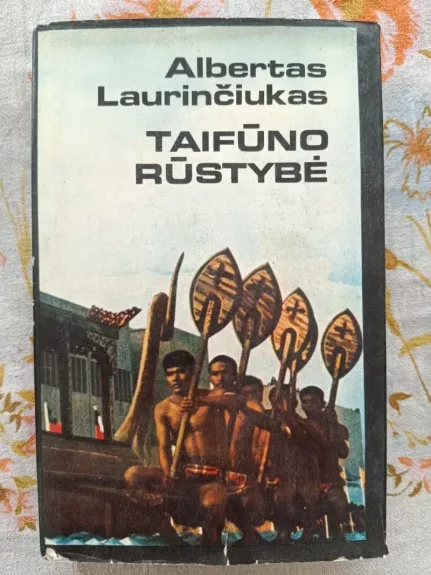 Albertas
Laurinčiukas
TAIFŪNO
RŪSTYBĖ